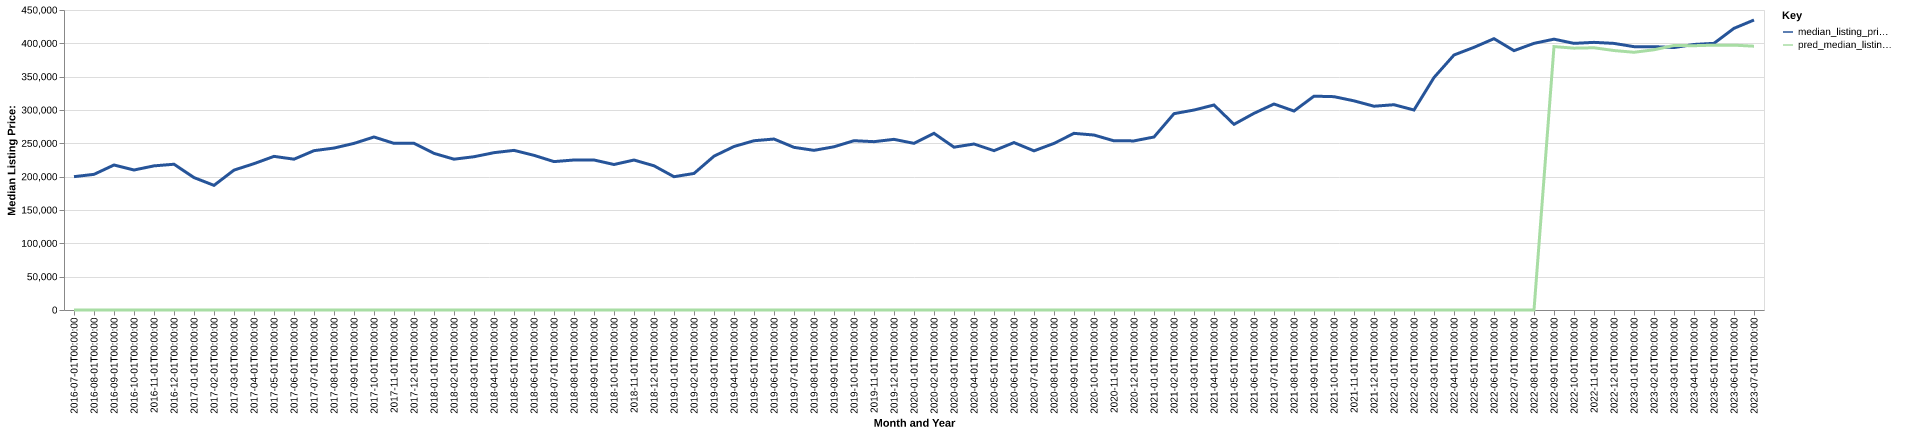 450,000
400,000
350,000
300,000
250,000
200,000
150,000
100,000
50,000
0
Median Listing Price:
2016-07-01T00:00:00
2016-08-01T00:00:00
2016-09-01T00:00:00
2016-10-01T00:00:00
2016-11-01T00:00:00
2016-12-01T00:00:00
2017-01-01T00:00:00
2017-02-01T00:00:00
2017-03-01T00:00:00
2017-04-01T00:00:00
2017-05-01T00:00:00
2017-06-01T00:00:00
2017-07-01T00:00:00
2017-08-01T00:00:00
2017-09-01T00:00:00
2017-10-01T00:00:00
2017-11-01T00:00:00
2017-12-01T00:00:00
2018-01-01T00:00:00
2018-02-01T00:00:00
2018-03-01T00:00:00
2018-04-01T00:00:00
2018-05-01T00:00:00
2018-06-01T00:00:00
2018-07-01T00:00:00
2018-08-01T00:00:00
2018-09-01T00:00:00
2018-10-01T00:00:00
2018-11-01T00:00:00
2018-12-01T00:00:00
2019-01-01T00:00:00
2019-02-01T00:00:00
2019-03-01T00:00:00
2019-04-01T00:00:00
2019-05-01T00:00:00
2019-06-01T00:00:00
2019-07-01T00:00:00
2019-08-01T00:00:00
2019-09-01T00:00:00
2019-10-01T00:00:00
2019-11-01T00:00:00
2019-12-01T00:00:00
2020-01-01T00:00:00
2020-02-01T00:00:00
2020-03-01T00:00:00
2020-04-01T00:00:00
2020-05-01T00:00:00
2020-06-01T00:00:00
2020-07-01T00:00:00
2020-08-01T00:00:00
2020-09-01T00:00:00
2020-10-01T00:00:00
2020-11-01T00:00:00
2020-12-01T00:00:00
2021-01-01T00:00:00
2021-02-01T00:00:00
2021-03-01T00:00:00
2021-04-01T00:00:00
2021-05-01T00:00:00
2021-06-01T00:00:00
2021-07-01T00:00:00
2021-08-01T00:00:00
2021-09-01T00:00:00
2021-10-01T00:00:00
2021-11-01T00:00:00
2021-12-01T00:00:00
2022-01-01T00:00:00
2022-02-01T00:00:00
2022-03-01T00:00:00
2022-04-01T00:00:00
2022-05-01T00:00:00
2022-06-01T00:00:00
2022-07-01T00:00:00
2022-08-01T00:00:00
2022-09-01T00:00:00
2022-10-01T00:00:00
2022-11-01T00:00:00
2022-12-01T00:00:00
2023-01-01T00:00:00
2023-02-01T00:00:00
2023-03-01T00:00:00
2023-04-01T00:00:00
2023-05-01T00:00:00
2023-06-01T00:00:00
2023-07-01T00:00:00
Month and Year
Key
median_listing_pri…
pred_median_listin…